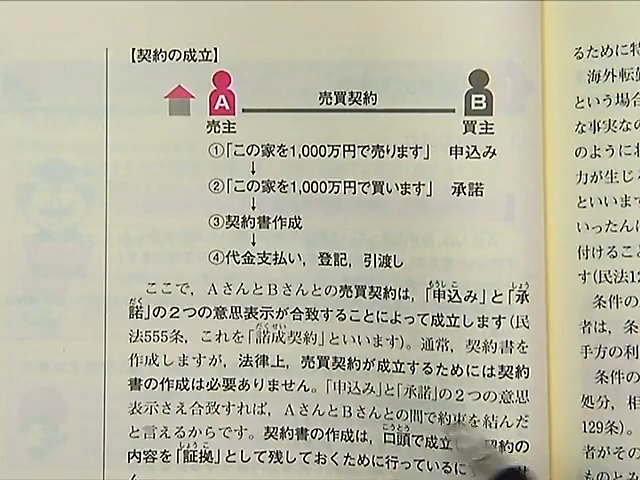 【契約の成立】
A 売買契約 B
売主 買主
①「この家を1,000万円で売ります」 申込み
↓
②「この家を1,000万円で買います」 承諾
↓
③契約書作成
↓
④代金支払い，登記，引渡し
ここで，AさんとBさんとの売買契約は，「申込み」と「承
諾」の2つの意思表示が合致することによって成立します(民
法555条，これを「諾成契約」といいます)。通常，契約書を
作成しますが，法律上，売買契約が成立するためには契約
書の作成は必要ありません。「申込み」と「承諾」の2つの意思
表示さえ合致すれば，AさんとBさんとの間で約束を結んだ
と言えるからです。契約書の作成は，口頭で成立 契約の
内容を「証拠」として残しておくために行っているに
るために特
海外転勤
という場合
な事実なの
のように
力が生じ
といいます
いったん
付けるこ
す(民法12
条件の
者は，条
手方の利
条件の
処分，相
129条)。
者がその
ものとみ